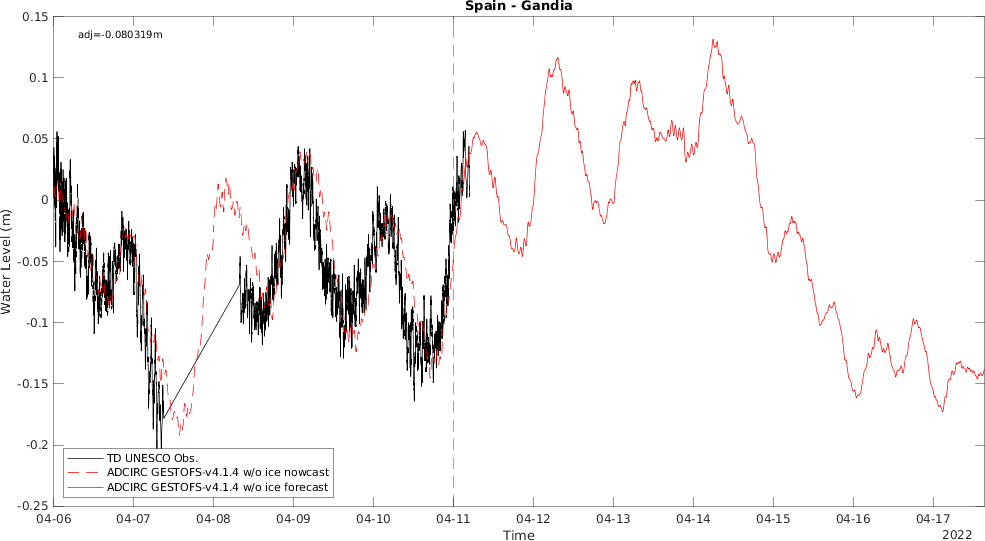 Spain - Gandia
adj=-0.080319m
0.15
0.1
0.05
0
-0.05
-0.1
-0.15
-0.2
-0.25
Water Level (m)
TD UNESCO Obs.
ADCIRC GESTOFS-v4.1.4 w/o ice nowcast
ADCIRC GESTOFS-v4.1.4 w/o ice forecast
04-06 04-07 04-08 04-09 04-10 04-11 04-12 04-13 04-14 04-15 04-16 04-17
Time
2022